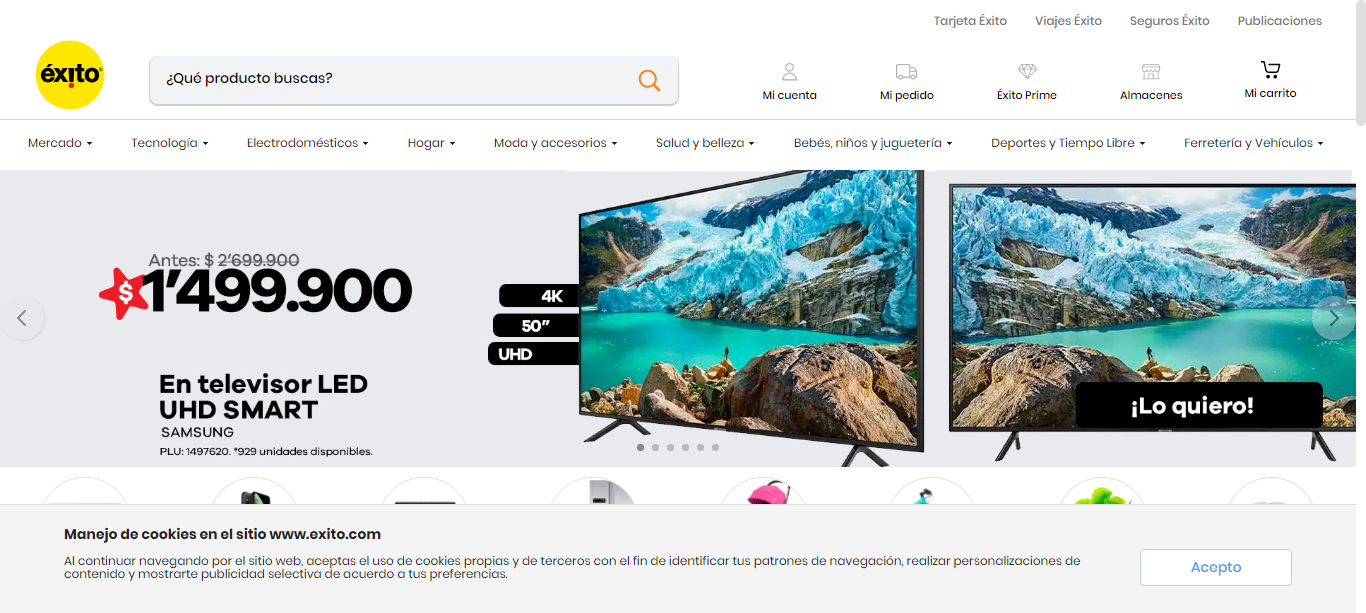 Tarjeta Éxito Viajes Éxito Seguros Éxito Publicaciones
éxito
¿Qué producto buscas?
Mi cuenta Mi pedido Éxito Prime Almacenes Mi carrito
Mercado Tecnología Electrodomésticos Hogar Moda y accesorios Salud y belleza Bebés, niños y juguetería Deportes y Tiempo Libre Ferretería y Vehículos
Antes: $ 2'699.900
$ 1'499.900
4K
50"
UHD
En televisor LED
UHD SMART
SAMSUNG
PLU: 1497620. *929 unidades disponibles.
¡Lo quiero!
Manejo de cookies en el sitio www.exito.com
Al continuar navegando por el sitio web, aceptas el uso de cookies propias y de terceros con el fin de identificar tus patrones de navegación, realizar personalizaciones de
contenido y mostrarte publicidad selectiva de acuerdo a tus preferencias.
Acepto